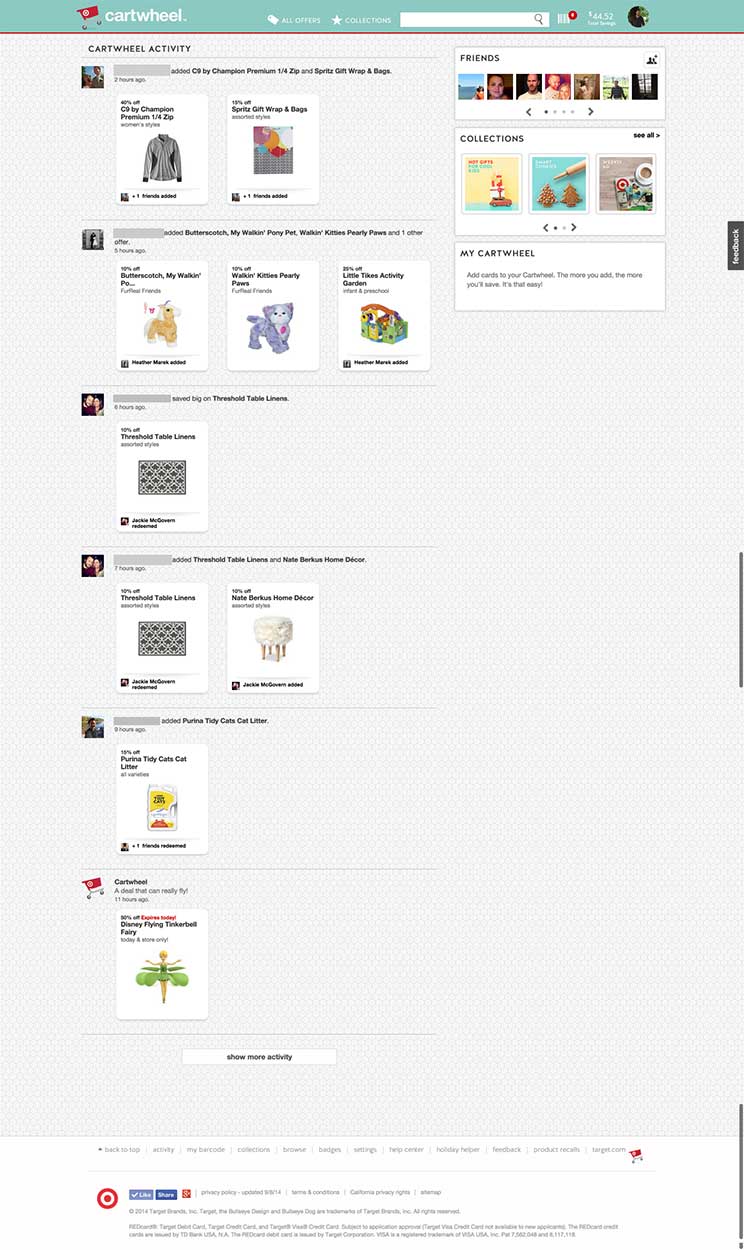 cartwheel
ALL OFFERS
COLLECTIONS
0
$44.52
Total Savings
CARTWHEEL ACTIVITY
added C9 by Champion Premium 1/4 Zip and Spritz Gift Wrap & Bags.
2 hours ago.
40% off
C9 by Champion
Premium 1/4 Zip
women's styles
+ 1 friends added
15% off
Spritz Gift Wrap & Bags
assorted styles
+ 1 friends added
added Butterscotch, My Walkin' Pony Pet, Walkin' Kitties Pearly Paws and 1 other
offer.
5 hours ago.
10% off
Butterscotch, My Walkin'
Po...
FurReal Friends
Heather Marek added
10% off
Walkin' Kitties Pearly
Paws
FurReal Friends
25% off
Little Tikes Activity
Garden
infant & preschool
Heather Marek added
saved big on Threshold Table Linens.
6 hours ago.
10% off
Threshold Table Linens
assorted styles
Jackie McGovern
redeemed
added Threshold Table Linens and Nate Berkus Home Décor.
7 hours ago.
10% off
Threshold Table Linens
assorted styles
Jackie McGovern
redeemed
10% off
Nate Berkus Home Décor
assorted styles
Jackie McGovern added
added Purina Tidy Cats Cat Litter.
9 hours ago.
15% off
Purina Tidy Cats Cat
Litter
all varieties
TIDY
CATS
+ 1 friends redeemed
Cartwheel
A deal that can really fly!
11 hours ago.
50% off Expires today!
Disney Flying Tinkerbell
Fairy
today & store only!
show more activity
FRIENDS
COLLECTIONS
see all >
HOT GIFTS
FOR COOL
KIDS
SMART
COOKIES
WEEKLY
AD
MY CARTWHEEL
Add cards to your Cartwheel. The more you add, the more
you'll save. It's that easy!
feedback
back to top | activity | my barcode | collections | browse | badges | settings | help center | holiday helper | feedback | product recalls | target.com
Like
Share
privacy policy - updated 9/8/14 | terms & conditions | California privacy rights | sitemap
© 2014 Target Brands, Inc. Target, the Bullseye Design and Bullseye Dog are trademarks of Target Brands, Inc. All rights reserved.
REDcard®: Target Debit Card, Target Credit Card, and Target® Visa® Credit Card. Subject to application approval (Target Visa Credit Card not available to new applicants). The REDcard credit
cards are issued by TD Bank USA, N.A. The REDcard debit card is issued by Target Corporation. VISA is a registered trademark of VISA USA, Inc. Pat 7,562,048 and 8,117,118.